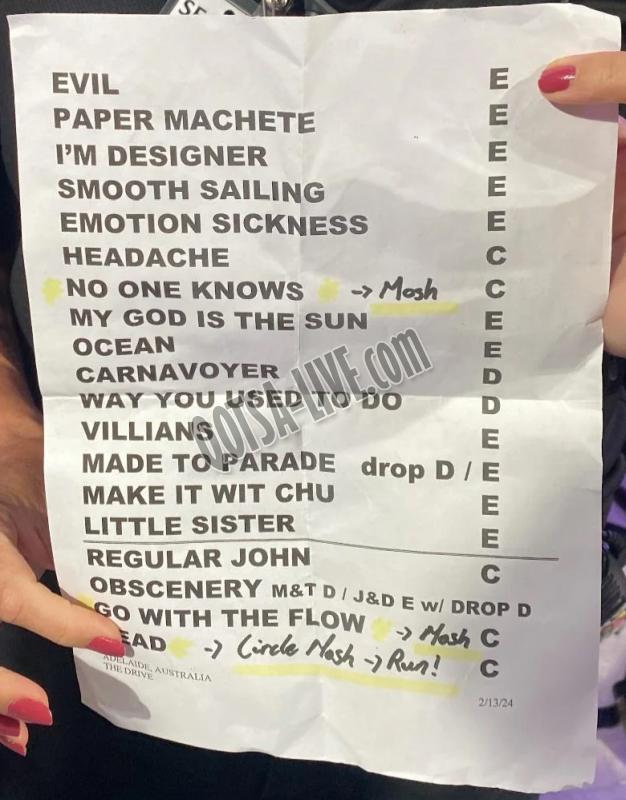 SE
EVIL E
PAPER MACHETE E
I'M DESIGNER E
SMOOTH SAILING E
EMOTION SICKNESS E
HEADACHE C
NO ONE KNOWS → Mosh C
MY GOD IS THE SUN E
OCEAN E
CARNAVOYER D
WAY YOU USED TO DO D
VILLIANS E
MADE TO PARADE drop D / E
MAKE IT WIT CHU E
LITTLE SISTER E
REGULAR JOHN C
OBSCENERY M&T D / J&D E w/ DROP D
GO WITH THE FLOW → Mosh C
EAD → Circle Mosh → Run! C
ADELAIDE, AUSTRALIA
THE DRIVE
2/13/24
QOTSA-LIVE.com